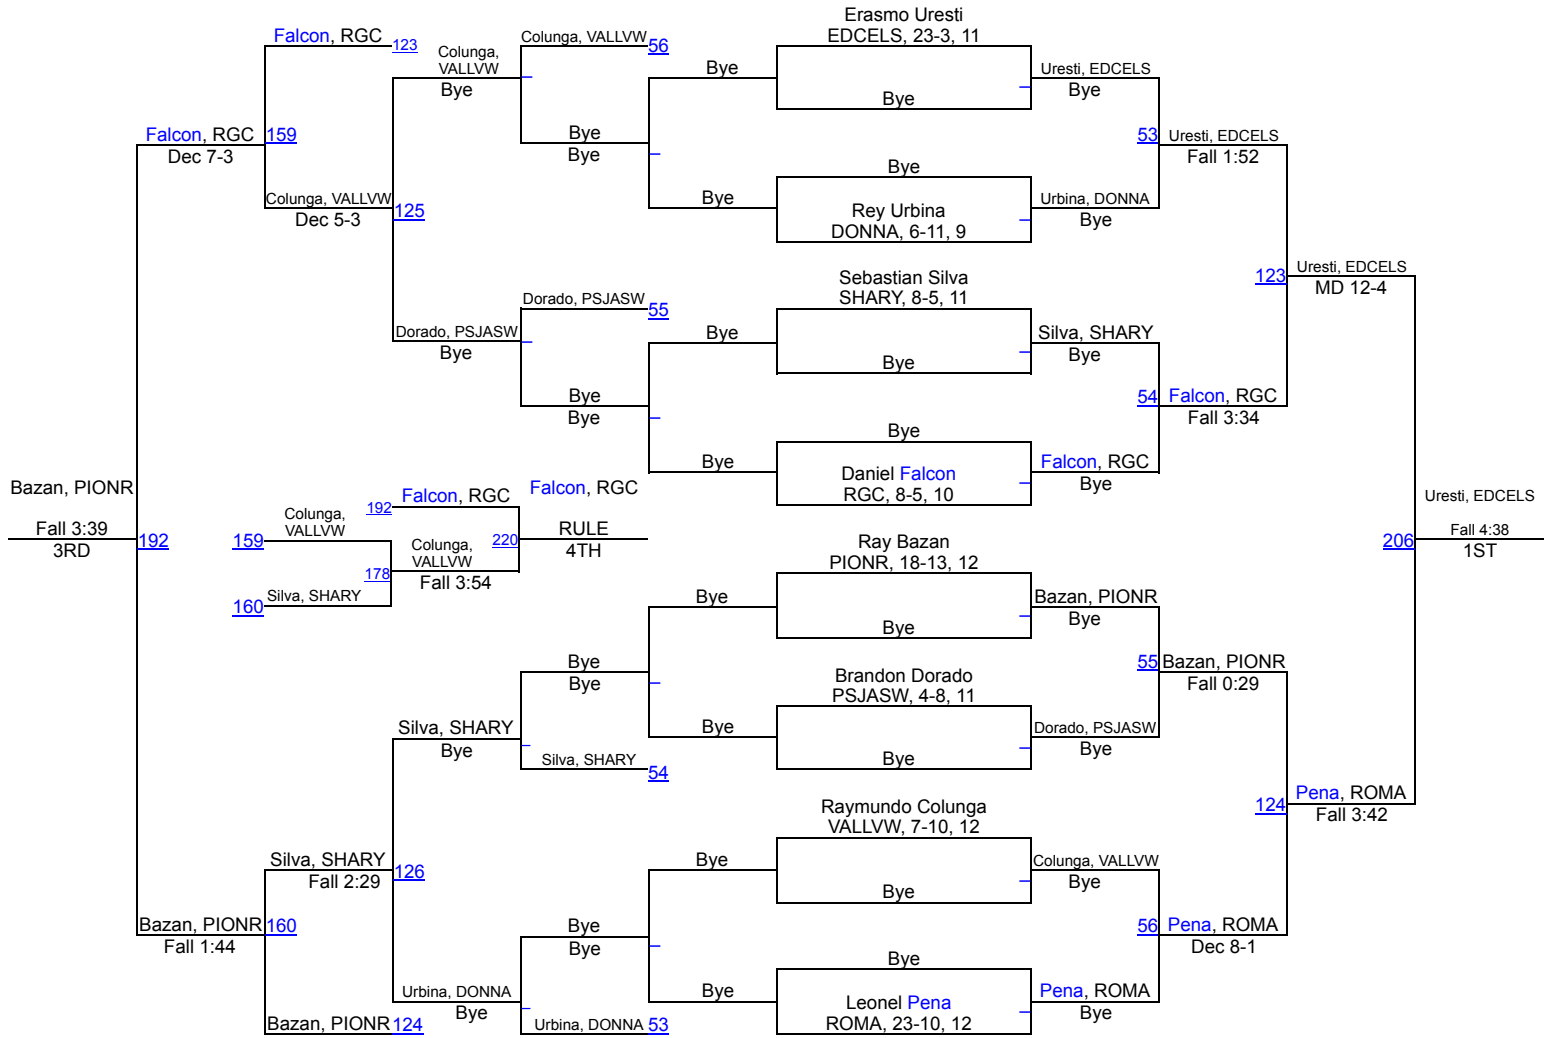 Erasmo Uresti
EDCELS, 23-3, 11
Falcon, RGC
123
Colunga, VALLVW
56
Colunga,
VALLVW
Bye
Bye
Bye
Uresti, EDCELS
Bye
Falcon, RGC
159
Dec 7-3
Bye
Bye
53
Uresti, EDCELS
Fall 1:52
Bye
Bye
Colunga, VALLVW
125
Dec 5-3
Rey Urbina
DONNA, 6-11, 9
Urbina, DONNA
Bye
Sebastian Silva
SHARY, 8-5, 11
123
Uresti, EDCELS
MD 12-4
Dorado, PSJASW
55
Dorado, PSJASW
Bye
Bye
Bye
Silva, SHARY
Bye
Bye
Bye
54
Falcon, RGC
Fall 3:34
Bye
Bye
Daniel Falcon
RGC, 8-5, 10
Falcon, RGC
Bye
Bazan, PIONR
Fall 3:39
3RD
192
192
Falcon, RGC
Falcon, RGC
Colunga,
VALLVW
159
178
Colunga,
VALLVW
Fall 3:54
220
RULE
4TH
160
Silva, SHARY
Uresti, EDCELS
206
Fall 4:38
1ST
Ray Bazan
PIONR, 18-13, 12
Bye
Bye
Bazan, PIONR
Bye
Bye
Bye
55
Bazan, PIONR
Fall 0:29
Brandon Dorado
PSJASW, 4-8, 11
Silva, SHARY
Bye
Bye
Dorado, PSJASW
Bye
Silva, SHARY
54
Bye
Raymundo Colunga
VALLVW, 7-10, 12
124
Pena, ROMA
Fall 3:42
Silva, SHARY
126
Fall 2:29
Bye
Bye
Colunga, VALLVW
Bye
Bazan, PIONR
160
Fall 1:44
Bye
Bye
56
Pena, ROMA
Dec 8-1
Bye
Urbina, DONNA
Bye
Bye
Leonel Pena
ROMA, 23-10, 12
Pena, ROMA
Bye
Bazan, PIONR
124
Urbina, DONNA
53